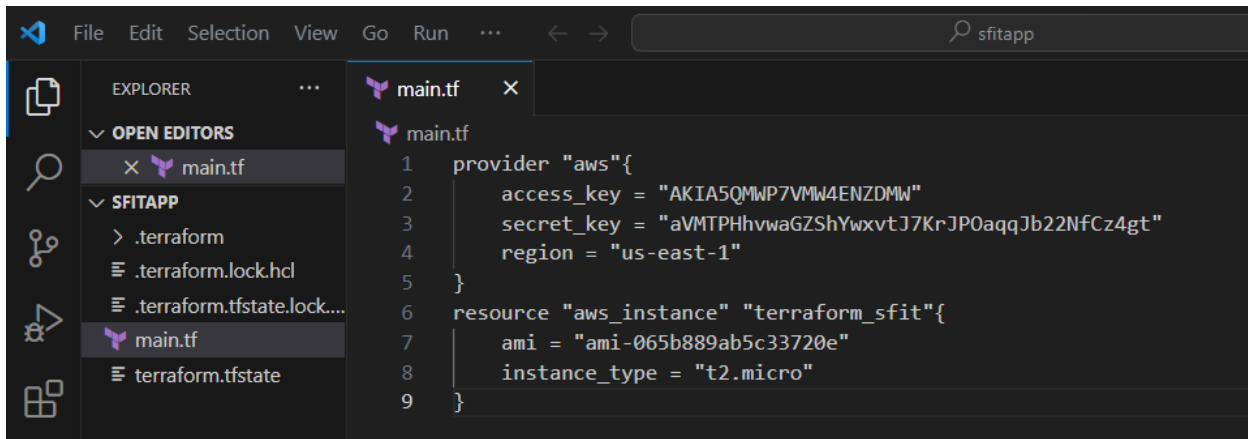 File Edit Selection View Go Run ··· ← → sfitapp
EXPLORER ···
OPEN EDITORS
main.tf
SFITAPP
.terraform
.terraform.lock.hcl
.terraform.tfstate.lock....
main.tf
terraform.tfstate
main.tf
main.tf
1 provider "aws"{
2 access_key = "AKIA5QMWP7VMW4ENZDMW"
3 secret_key = "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"
4 region = "us-east-1"
5 }
6 resource "aws_instance" "terraform_sfit"{
7 ami = "ami-065b889ab5c33720e"
8 instance_type = "t2.micro"
9 }